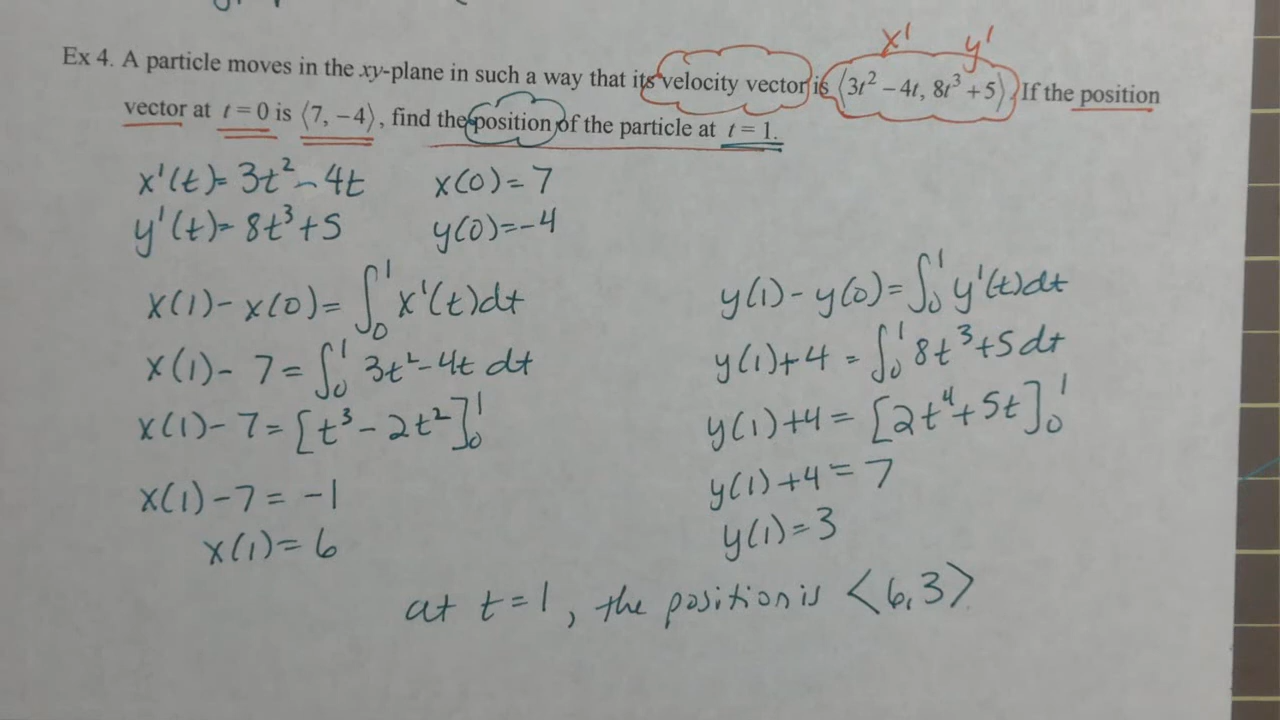 x' y'
Ex 4. A particle moves in the xy-plane in such a way that its velocity vector is ⟨3t² – 4t, 8t³ + 5⟩. If the position
vector at t = 0 is ⟨7, –4⟩, find the position of the particle at t = 1.
x'(t) = 3t² – 4t x(0) = 7
y'(t) = 8t³ + 5 y(0) = –4
x(1) – x(0) = ∫₀¹ x'(t) dt y(1) – y(0) = ∫₀¹ y'(t) dt
x(1) – 7 = ∫₀¹ 3t² – 4t dt y(1) + 4 = ∫₀¹ 8t³ + 5 dt
x(1) – 7 = [t³ – 2t²]₀¹ y(1) + 4 = [2t⁴ + 5t]₀¹
x(1) – 7 = –1 y(1) + 4 = 7
x(1) = 6 y(1) = 3
at t = 1, the position is <6, 3>